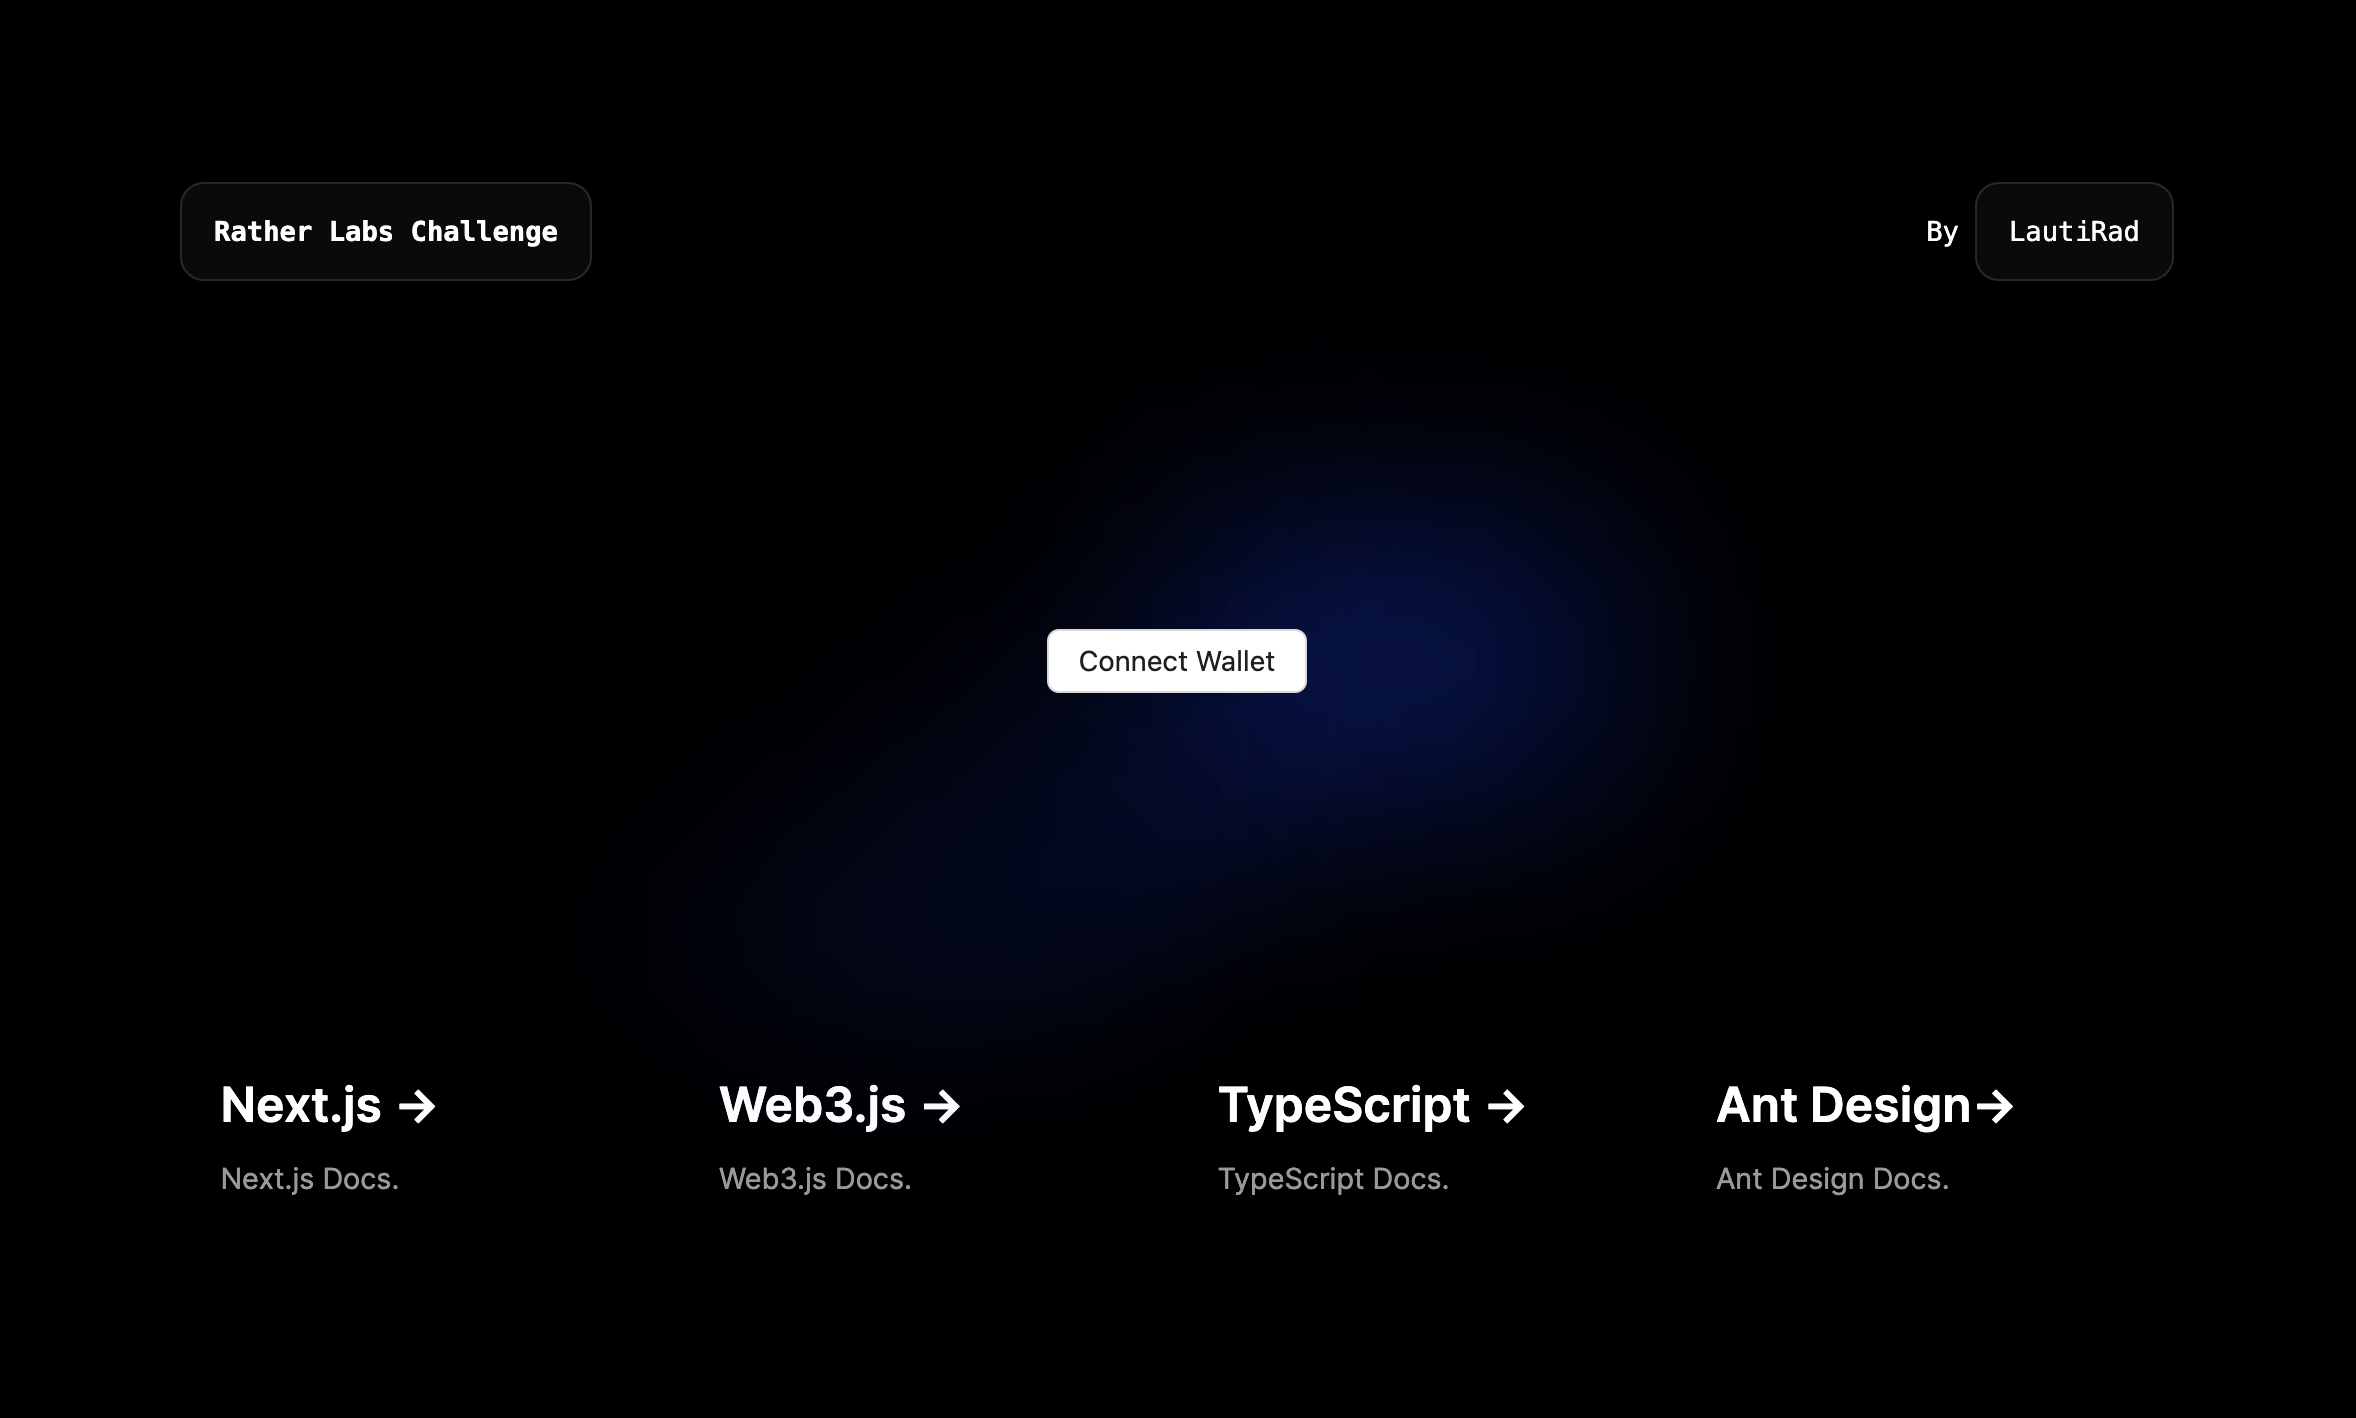 Rather Labs Challenge
By LautiRad
Connect Wallet
Next.js →
Next.js Docs.
Web3.js →
Web3.js Docs.
TypeScript →
TypeScript Docs.
Ant Design→
Ant Design Docs.